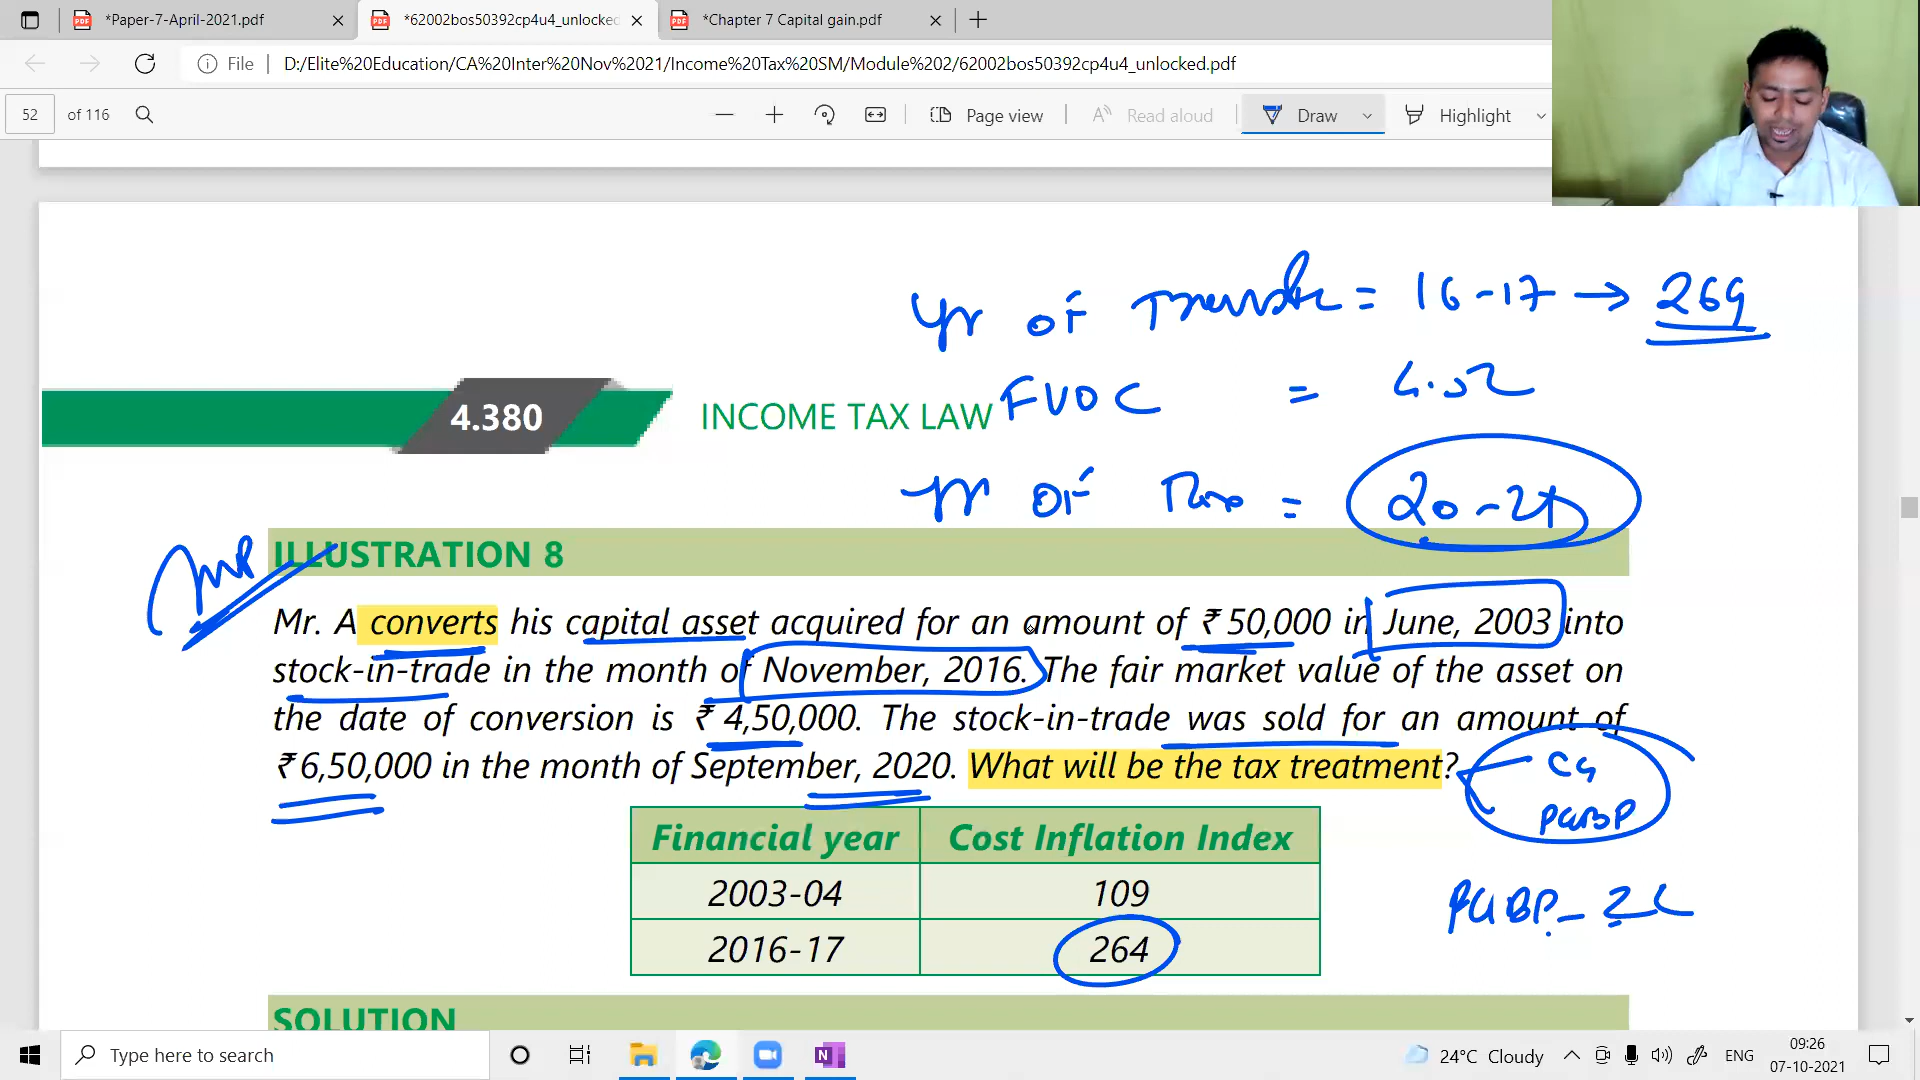 *Paper-7-April-2021.pdf
*62002bos50392cp4u4_unlocked
*Chapter 7 Capital gain.pdf
File D:/Elite%20Education/CA%20Inter%20Nov%2021/Income%20Tax%20SM/Module%202/62002bos50392cp4u4_unlocked.pdf
52 of 116 Page view Read aloud Draw Highlight
Yr of Transfer = 16-17 → 269
FVOC =
4.380 INCOME TAX LAW
Yr of = 20-21
ILLUSTRATION 8
Mr. A converts his capital asset acquired for an amount of ₹ 50,000 in June, 2003 into
stock-in-trade in the month of November, 2016. The fair market value of the asset on
the date of conversion is ₹ 4,50,000. The stock-in-trade was sold for an amount of
₹ 6,50,000 in the month of September, 2020. What will be the tax treatment?
CG
PGBP
Financial year Cost Inflation Index
2003-04 109
2016-17 264
PGBP - 2L
SOLUTION
Type here to search
N
24°C Cloudy ENG
09:26
07-10-2021